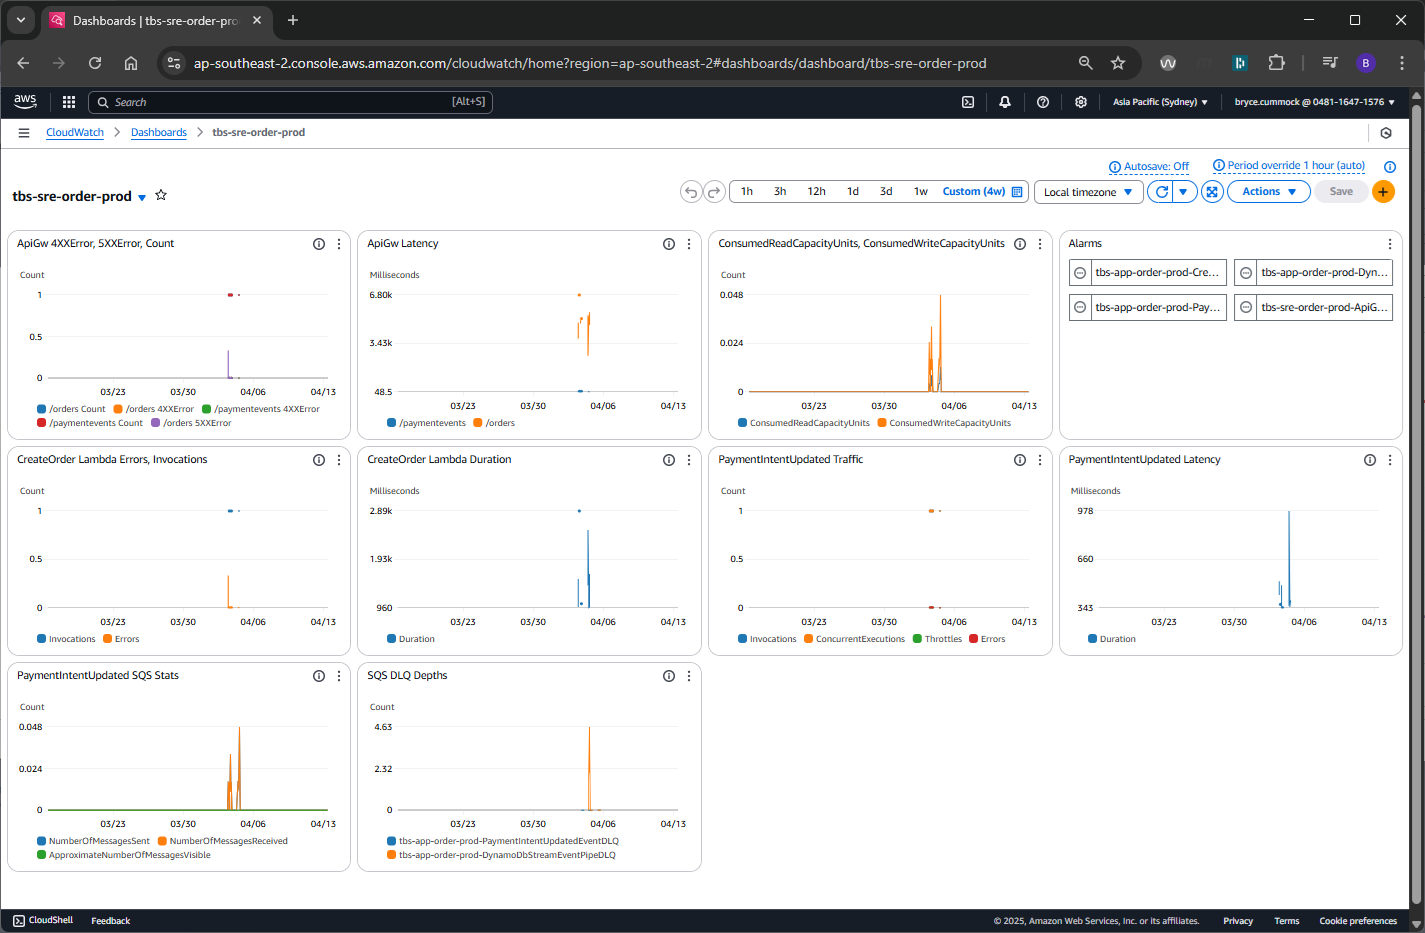 Dashboards | tbs-sre-order-pro
ap-southeast-2.console.aws.amazon.com/cloudwatch/home?region=ap-southeast-2#dashboards/dashboard/tbs-sre-order-prod
B
aws
Search
[Alt+S]
Asia Pacific (Sydney)
bryce.cummock @ 0481-1647-1576
CloudWatch
Dashboards
tbs-sre-order-prod
Autosave: Off
Period override 1 hour (auto)
tbs-sre-order-prod
1h 3h 12h 1d 3d 1w Custom (4w)
Local timezone
Actions
Save
ApiGw 4XXError, 5XXError, Count
Count
1
0.5
0
03/23 03/30 04/06 04/13
/orders Count /orders 4XXError /paymentevents 4XXError
/paymentevents Count /orders 5XXError
ApiGw Latency
Milliseconds
6.80k
3.43k
48.5
03/23 03/30 04/06 04/13
/paymentevents /orders
ConsumedReadCapacityUnits, ConsumedWriteCapacityUnits
Count
0.048
0.024
0
03/23 03/30 04/06 04/13
ConsumedReadCapacityUnits ConsumedWriteCapacityUnits
Alarms
tbs-app-order-prod-Cre...
tbs-app-order-prod-Dyn...
tbs-app-order-prod-Pay...
tbs-sre-order-prod-ApiG...
CreateOrder Lambda Errors, Invocations
Count
1
0.5
0
03/23 03/30 04/06 04/13
Invocations Errors
CreateOrder Lambda Duration
Milliseconds
2.89k
1.93k
960
03/23 03/30 04/06 04/13
Duration
PaymentIntentUpdated Traffic
Count
1
0.5
0
03/23 03/30 04/06 04/13
Invocations ConcurrentExecutions Throttles Errors
PaymentIntentUpdated Latency
Milliseconds
978
660
343
03/23 03/30 04/06 04/13
Duration
PaymentIntentUpdated SQS Stats
Count
0.048
0.024
0
03/23 03/30 04/06 04/13
NumberOfMessagesSent NumberOfMessagesReceived
ApproximateNumberOfMessagesVisible
SQS DLQ Depths
Count
4.63
2.32
0
03/23 03/30 04/06 04/13
tbs-app-order-prod-PaymentIntentUpdatedEventDLQ
tbs-app-order-prod-DynamoDbStreamEventPipeDLQ
CloudShell
Feedback
© 2025, Amazon Web Services, Inc. or its affiliates.
Privacy
Terms
Cookie preferences